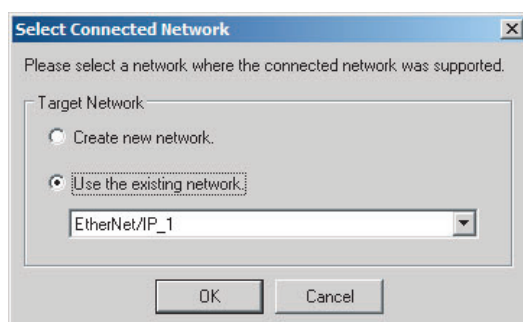 Select Connected Network
Please select a network where the connected network was supported.
Target Network
Create new network.
Use the existing network.
EtherNet/IP_1
OK
Cancel